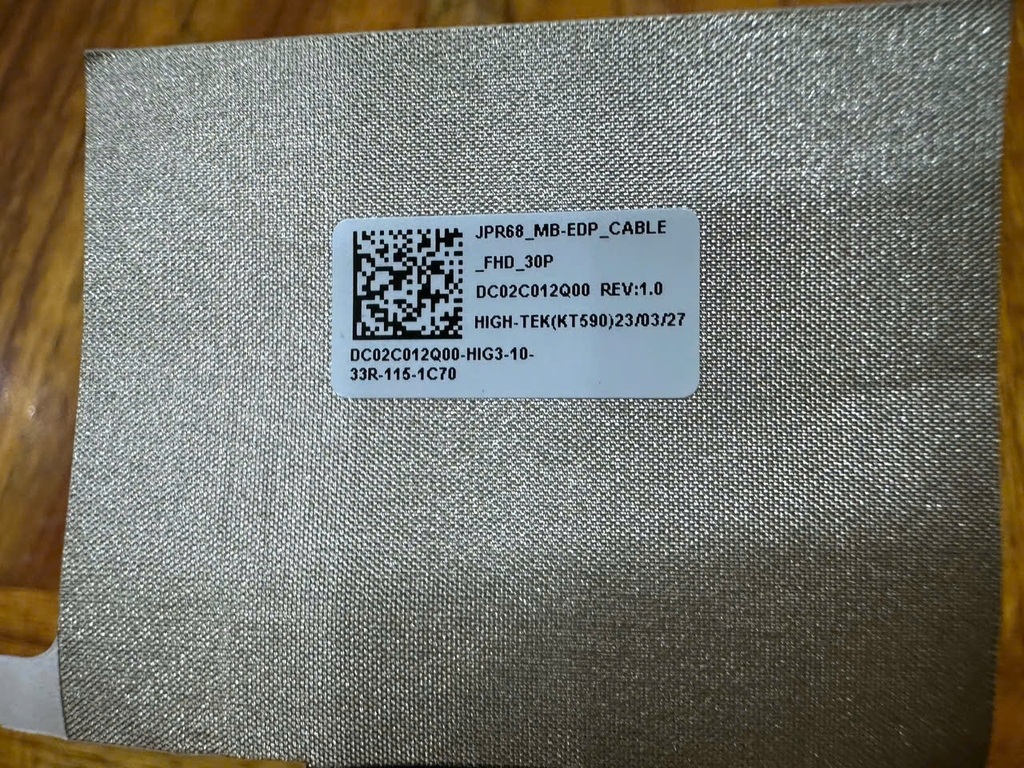 JPR68_MB-EDP_CABLE
_FHD_30P
DC02C012Q00 REV:1.0
HIGH-TEK(KT590)23/03/27
DC02C012Q00-HIG3-10-
33R-115-1C70